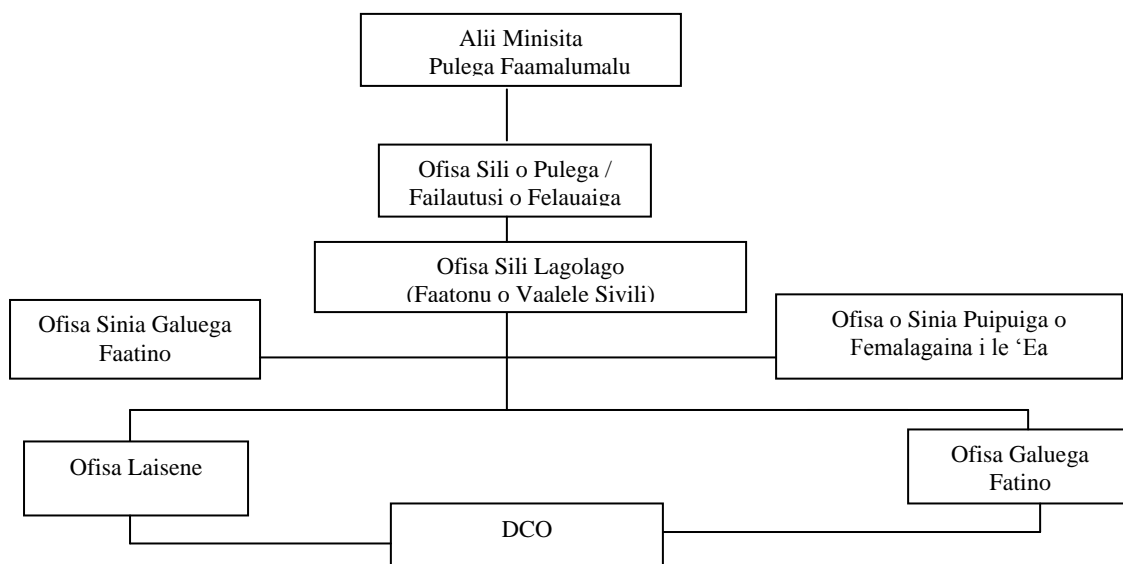 Alii Minisita
Pulega Faamalumalu
Ofisa Sili o Pulega /
Failautusi o Felauaiga
Ofisa Sili Lagolago
(Faatonu o Vaalele Sivili)
Ofisa Sinia Galuega
Faatino
Ofisa o Sinia Puipuiga o
Femalagaina i le ‘Ea
Ofisa Laisene
Ofisa Galuega
Fatino
DCO